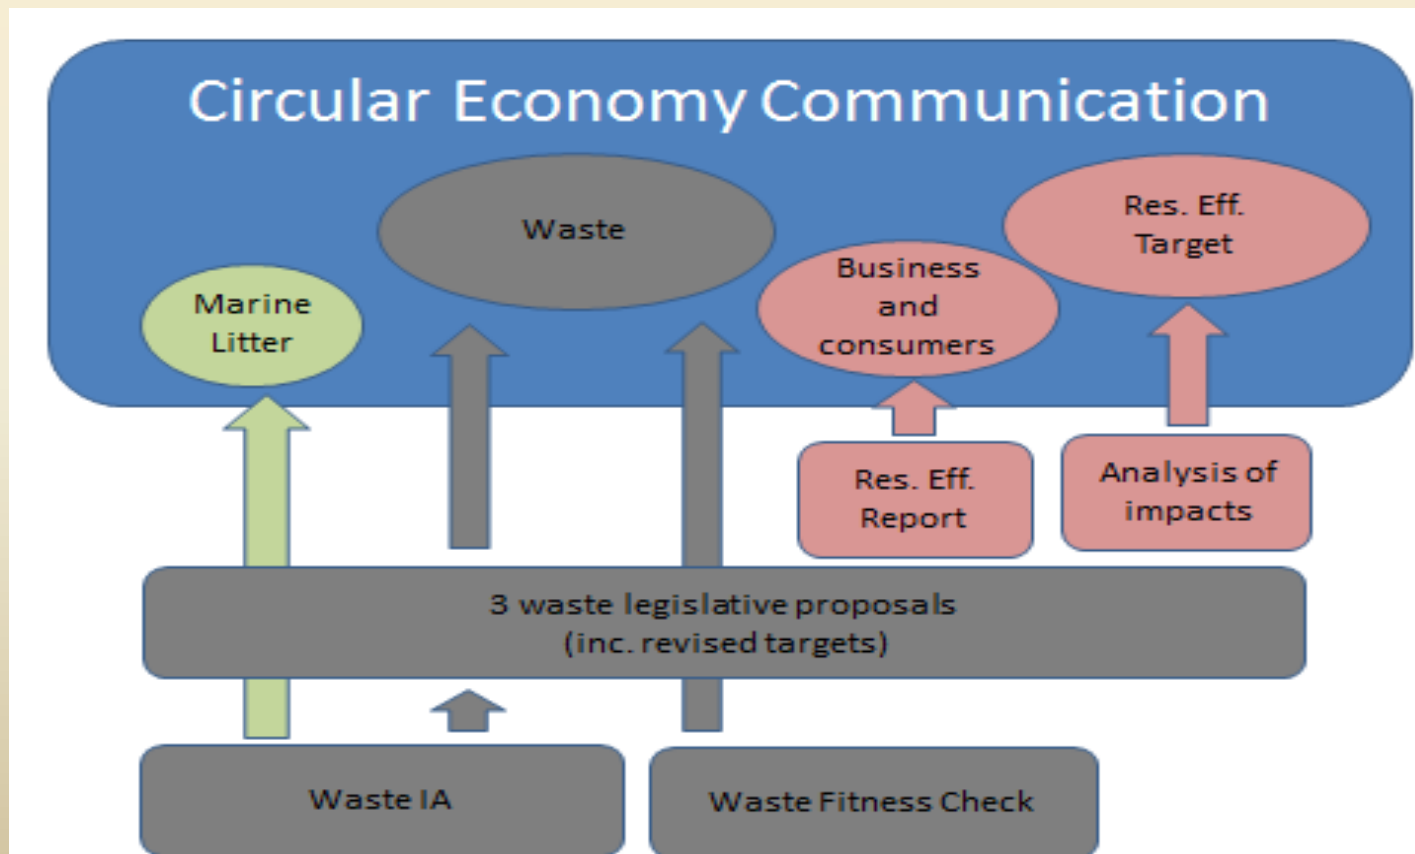 Circular Economy Communication
Marine
Litter
Waste
Business
and
consumers
Res. Eff.
Target
Res. Eff.
Report
Analysis of
impacts
3 waste legislative proposals
(inc. revised targets)
Waste IA
Waste Fitness Check